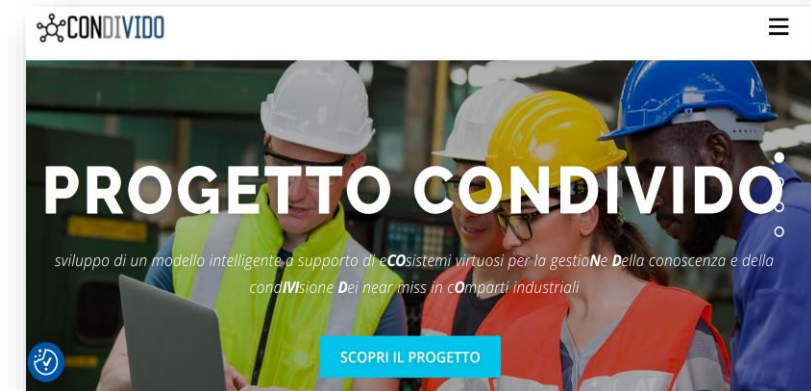 CONDIVIDO
PROGETTO CONDIVIDO
sviluppo di un modello intelligente a supporto di eCOsistemi virtuosi per la gestioNe Della conoscenza e della
condIVIsione Dei near miss in cOmparti industriali
SCOPRI IL PROGETTO